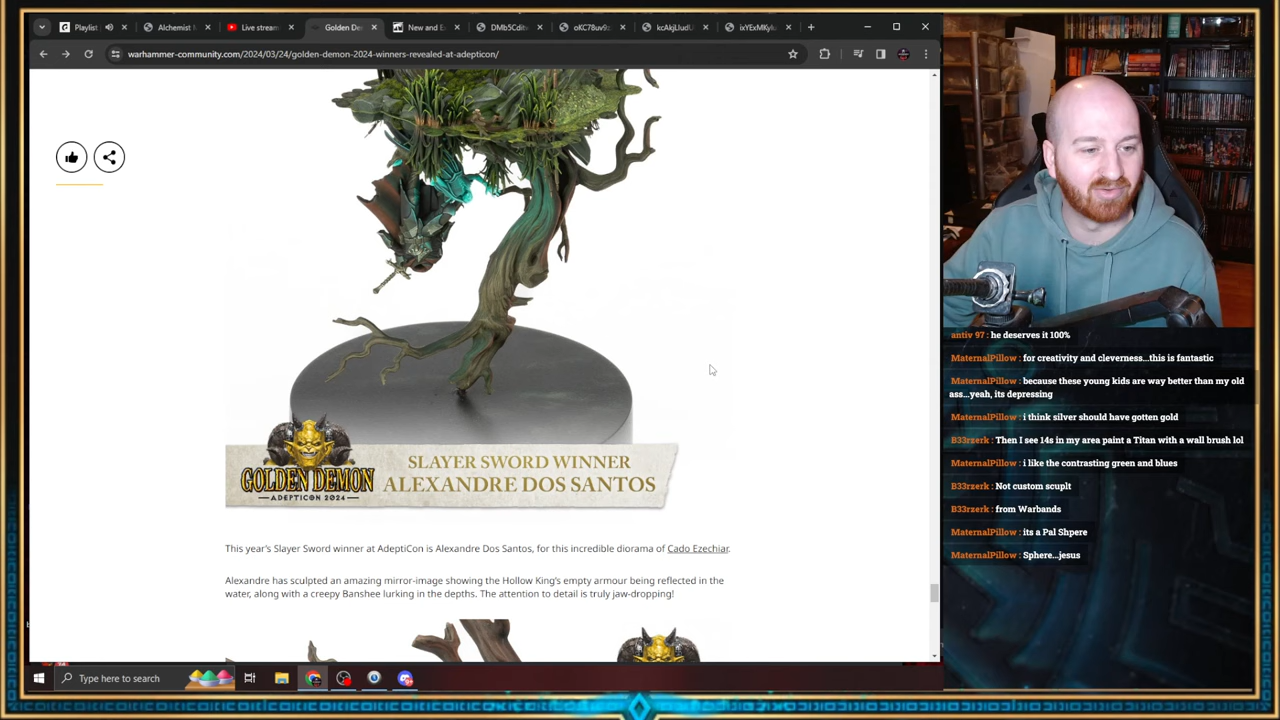 Playlist
Alchemist
Live stream
Golden De
New and E
DMb5Cdit
oKC78uv9
kcAkjUud
ixYExMKy
warhammer-community.com/2024/03/24/golden-demon-2024-winners-revealed-at-adepticon/
GOLDEN DEMON
ADEPTICON 2024
SLAYER SWORD WINNER
ALEXANDRE DOS SANTOS
This year's Slayer Sword winner at AdeptiCon is Alexandre Dos Santos, for this incredible diorama of Cado Ezechiar.
Alexandre has sculpted an amazing mirror-image showing the Hollow King's empty armour being reflected in the
water, along with a creepy Banshee lurking in the depths. The attention to detail is truly jaw-dropping!
Type here to search
antiv 97 : he deserves it 100%
MaternalPillow : for creativity and cleverness...this is fantastic
MaternalPillow : because these young kids are way better than my old
ass...yeah, its depressing
MaternalPillow : i think silver should have gotten gold
B33rzerk : Then I see 14s in my area paint a Titan with a wall brush lol
MaternalPillow : i like the contrasting green and blues
B33rzerk : Not custom scuplt
B33rzerk : from Warbands
MaternalPillow : its a Pal Shpere
MaternalPillow : Sphere...jesus